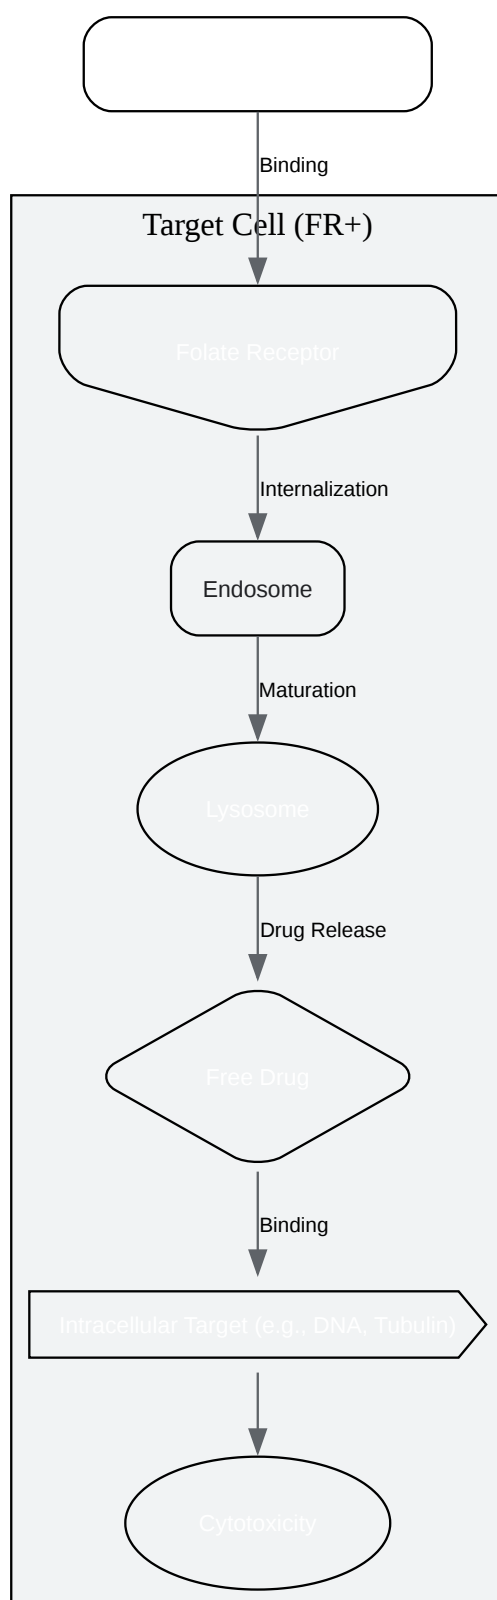 Binding
Target Cell (FR+)
Folate Receptor
Internalization
Endosome
Maturation
Lysosome
Drug Release
Free Drug
Binding
Intracellular Target (e.g., DNA, Tubulin)
Cytotoxicity